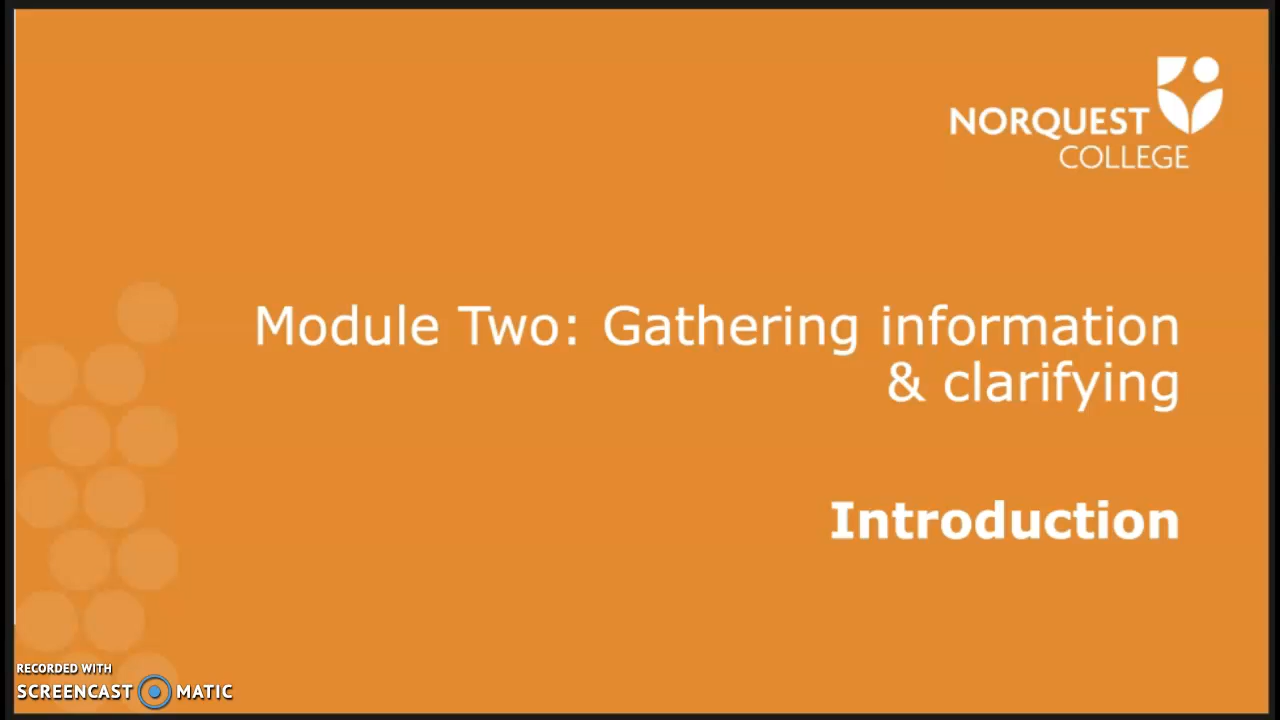 NORQUEST
COLLEGE
Module Two: Gathering information
& clarifying
Introduction
RECORDED WITH
SCREENCAST MATIC